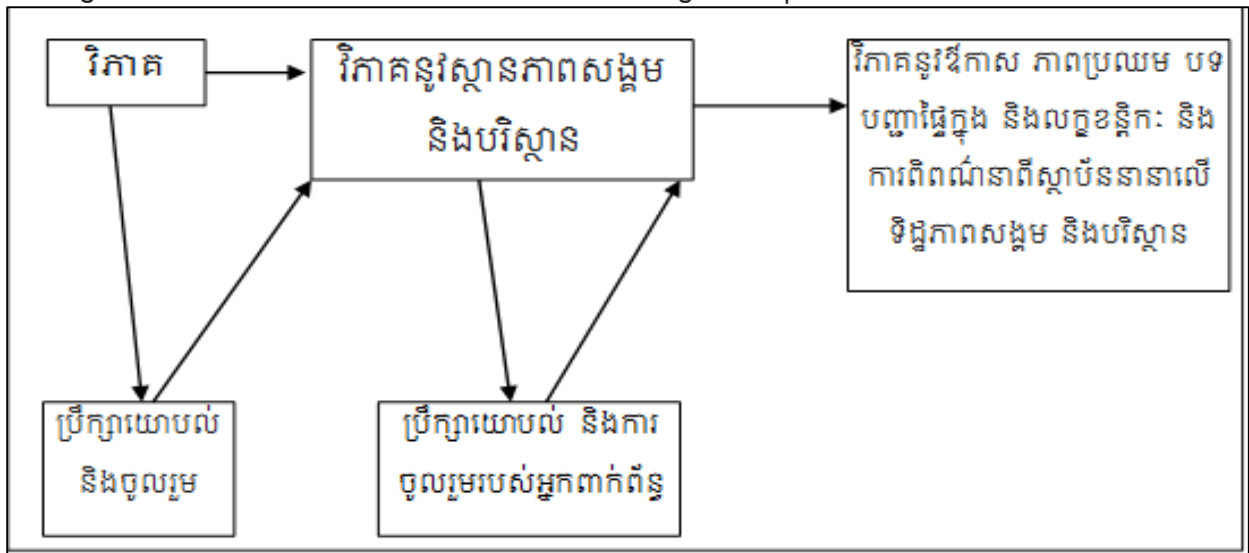 វិភាគ
វិភាគនូវស្ថានភាពសង្គម
និងបរិស្ថាន
វិភាគនូវឱកាស ភាពប្រឈម បទ
បញ្ជាផ្ទៃក្នុង និងលក្ខខន្តិកៈ និង
ការពិពណ៌នាពីស្ថាប័ននានាលើ
ទិដ្ឋភាពសង្គម និងបរិស្ថាន
ប្រឹក្សាយោបល់
និងចូលរួម
ប្រឹក្សាយោបល់ និងការ
ចូលរួមរបស់អ្នកពាក់ព័ន្ធ